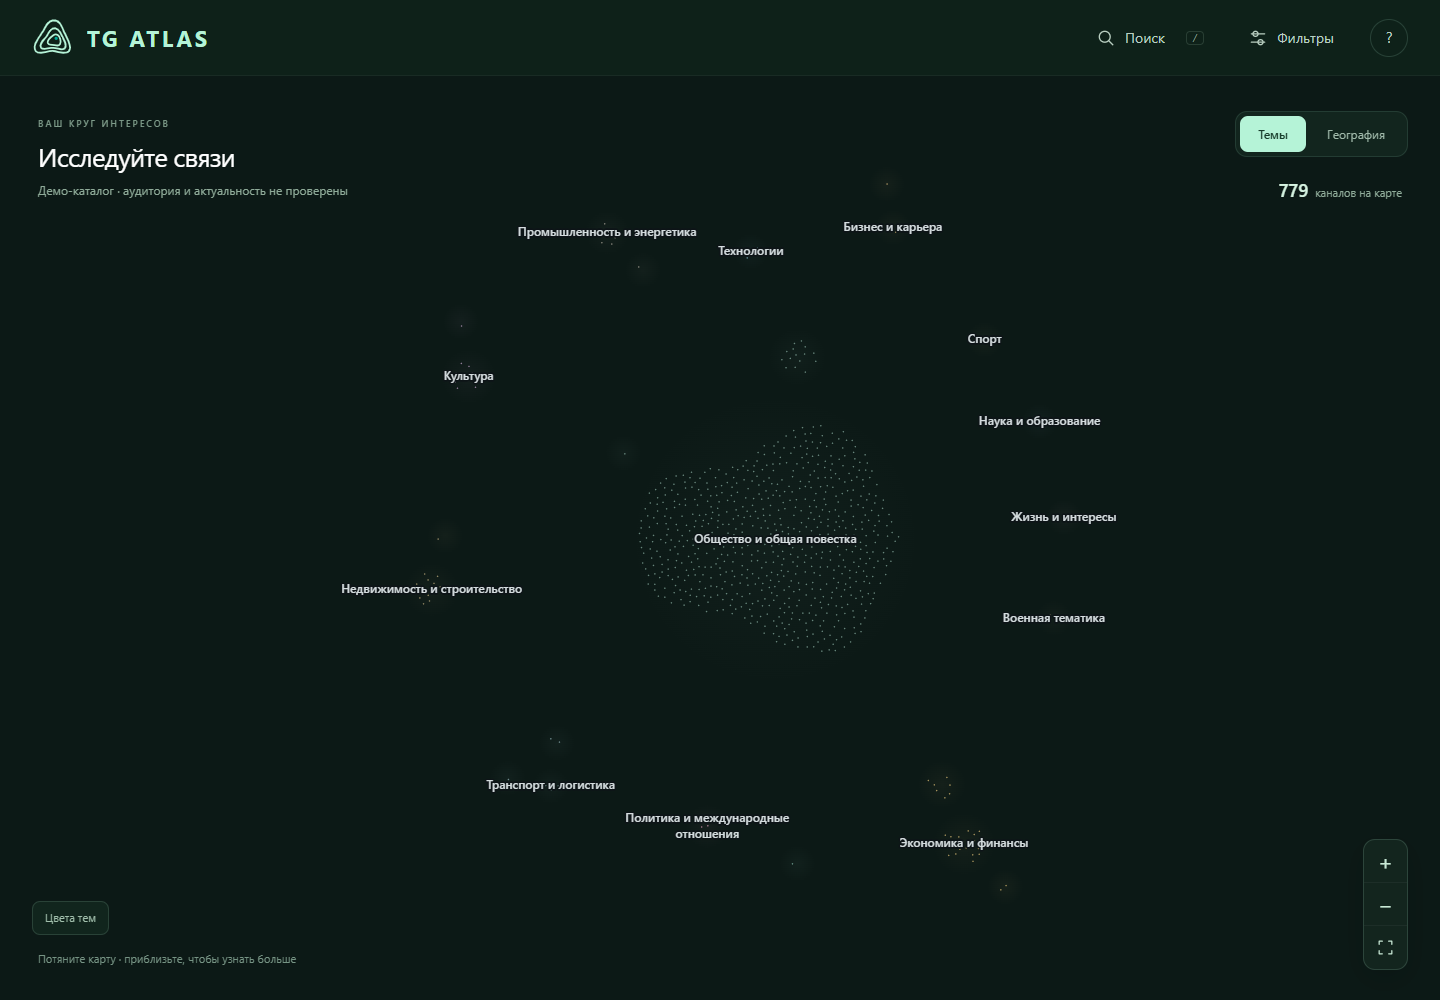 TG ATLAS
Поиск
/
Фильтры
?
ВАШ КРУГ ИНТЕРЕСОВ
Исследуйте связи
Демо-каталог · аудитория и актуальность не проверены
Темы
География
779 каналов на карте
Промышленность и энергетика
Технологии
Бизнес и карьера
Спорт
Культура
Наука и образование
Жизнь и интересы
Общество и общая повестка
Недвижимость и строительство
Военная тематика
Транспорт и логистика
Политика и международные
отношения
Экономика и финансы
+
−
Цвета тем
Потяните карту · приблизьте, чтобы узнать больше